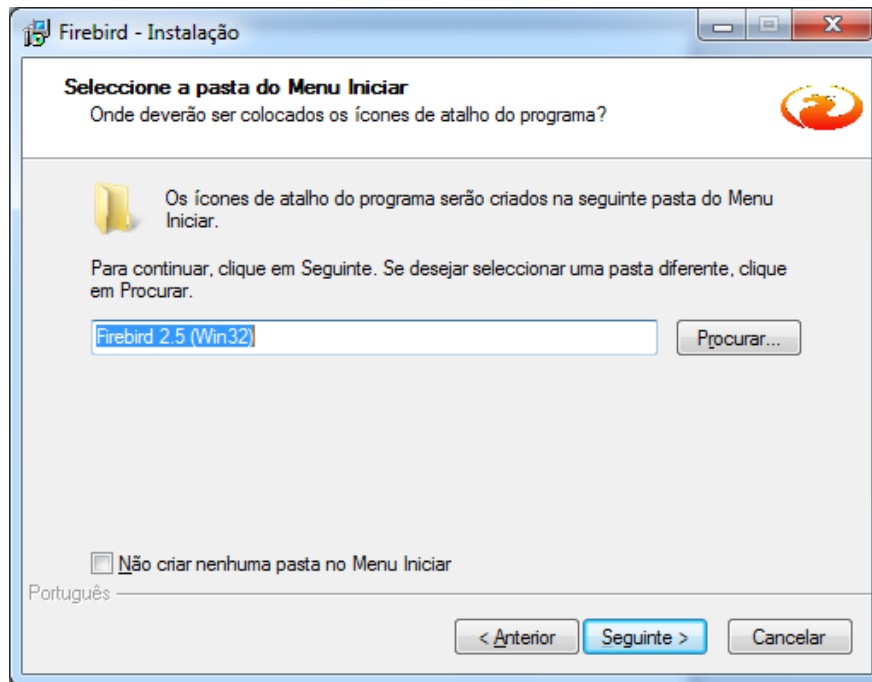 Firebird - Instalação
Seleccione a pasta do Menu Iniciar
Onde deverão ser colocados os ícones de atalho do programa?
Os ícones de atalho do programa serão criados na seguinte pasta do Menu
Iniciar.
Para continuar, clique em Seguinte. Se desejar seleccionar uma pasta diferente, clique
em Procurar.
Firebird 2.5 (Win32)
Procurar...
Não criar nenhuma pasta no Menu Iniciar
Português
< Anterior
Seguinte >
Cancelar